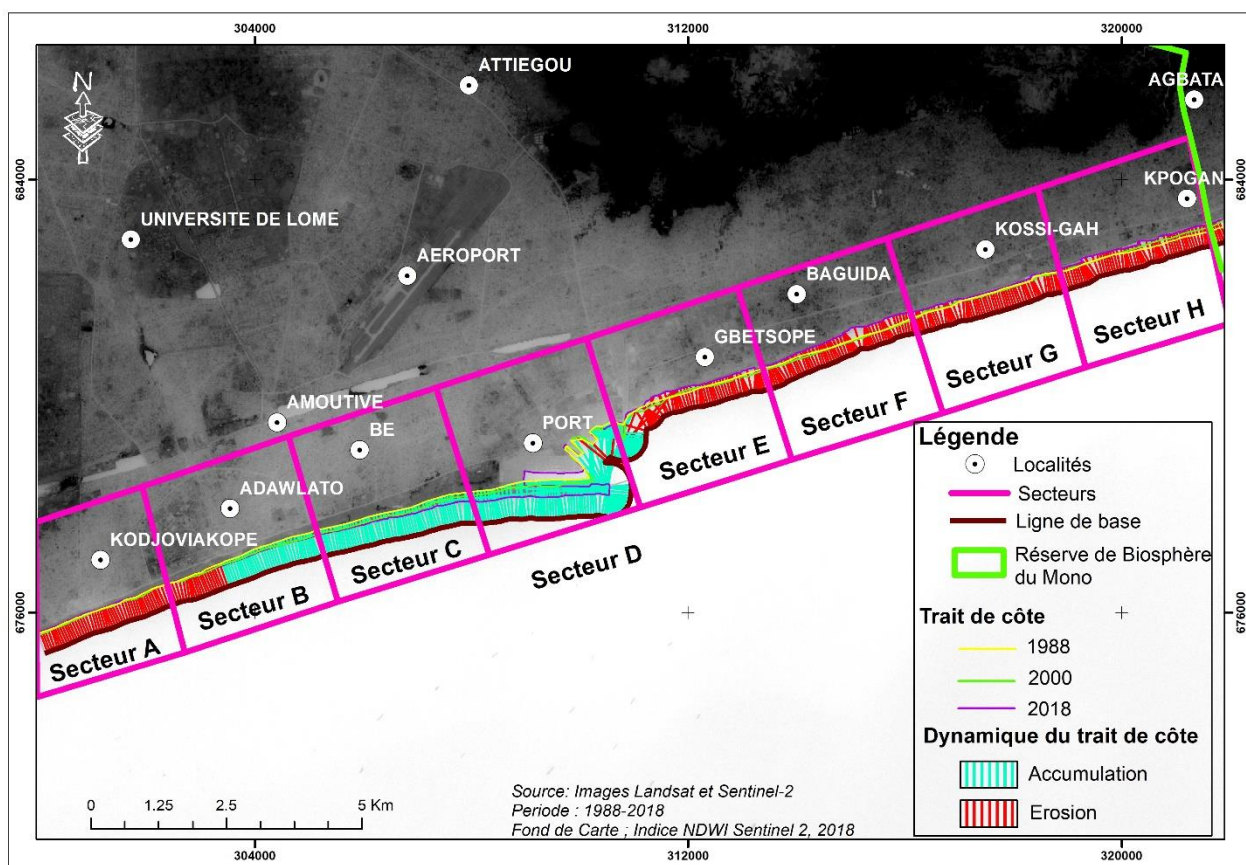 304000 312000 320000
N
ATTIEGOU
AGBATA
684000 684000
KPOGAN
UNIVERSITE DE LOME
KOSSI-GAH
AEROPORT
BAGUIDA
GBETSOPE
Secteur H
Secteur G
AMOUTIVE
Secteur F
BE
PORT
Secteur E
ADAWLATO
KODJOVIAKOPE
Secteur D
Secteur C
Secteur B
Secteur A
676000 676000
Légende
Localités
Secteurs
Ligne de base
Réserve de Biosphère
du Mono
Trait de côte
1988
2000
2018
Dynamique du trait de côte
Accumulation
Erosion
0 1.25 2.5 5 Km
Source: Images Landsat et Sentinel-2
Periode : 1988-2018
Fond de Carte ; Indice NDWI Sentinel 2, 2018
304000 312000 320000